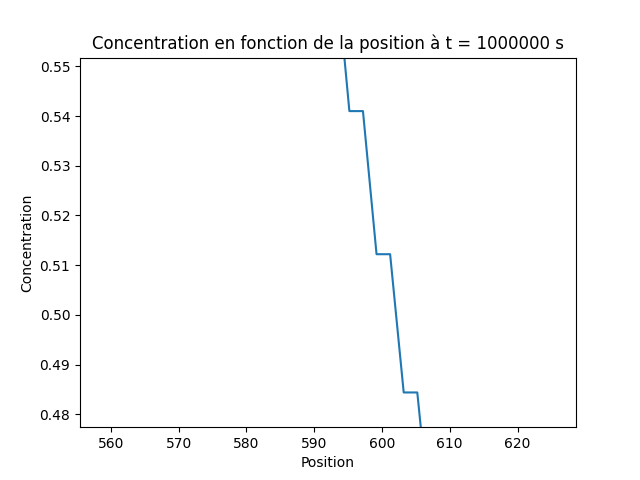 Concentration en fonction de la position à t = 1000000 s
0.55
0.54
0.53
0.52
0.51
0.50
0.49
0.48
Concentration
560 570 580 590 600 610 620
Position